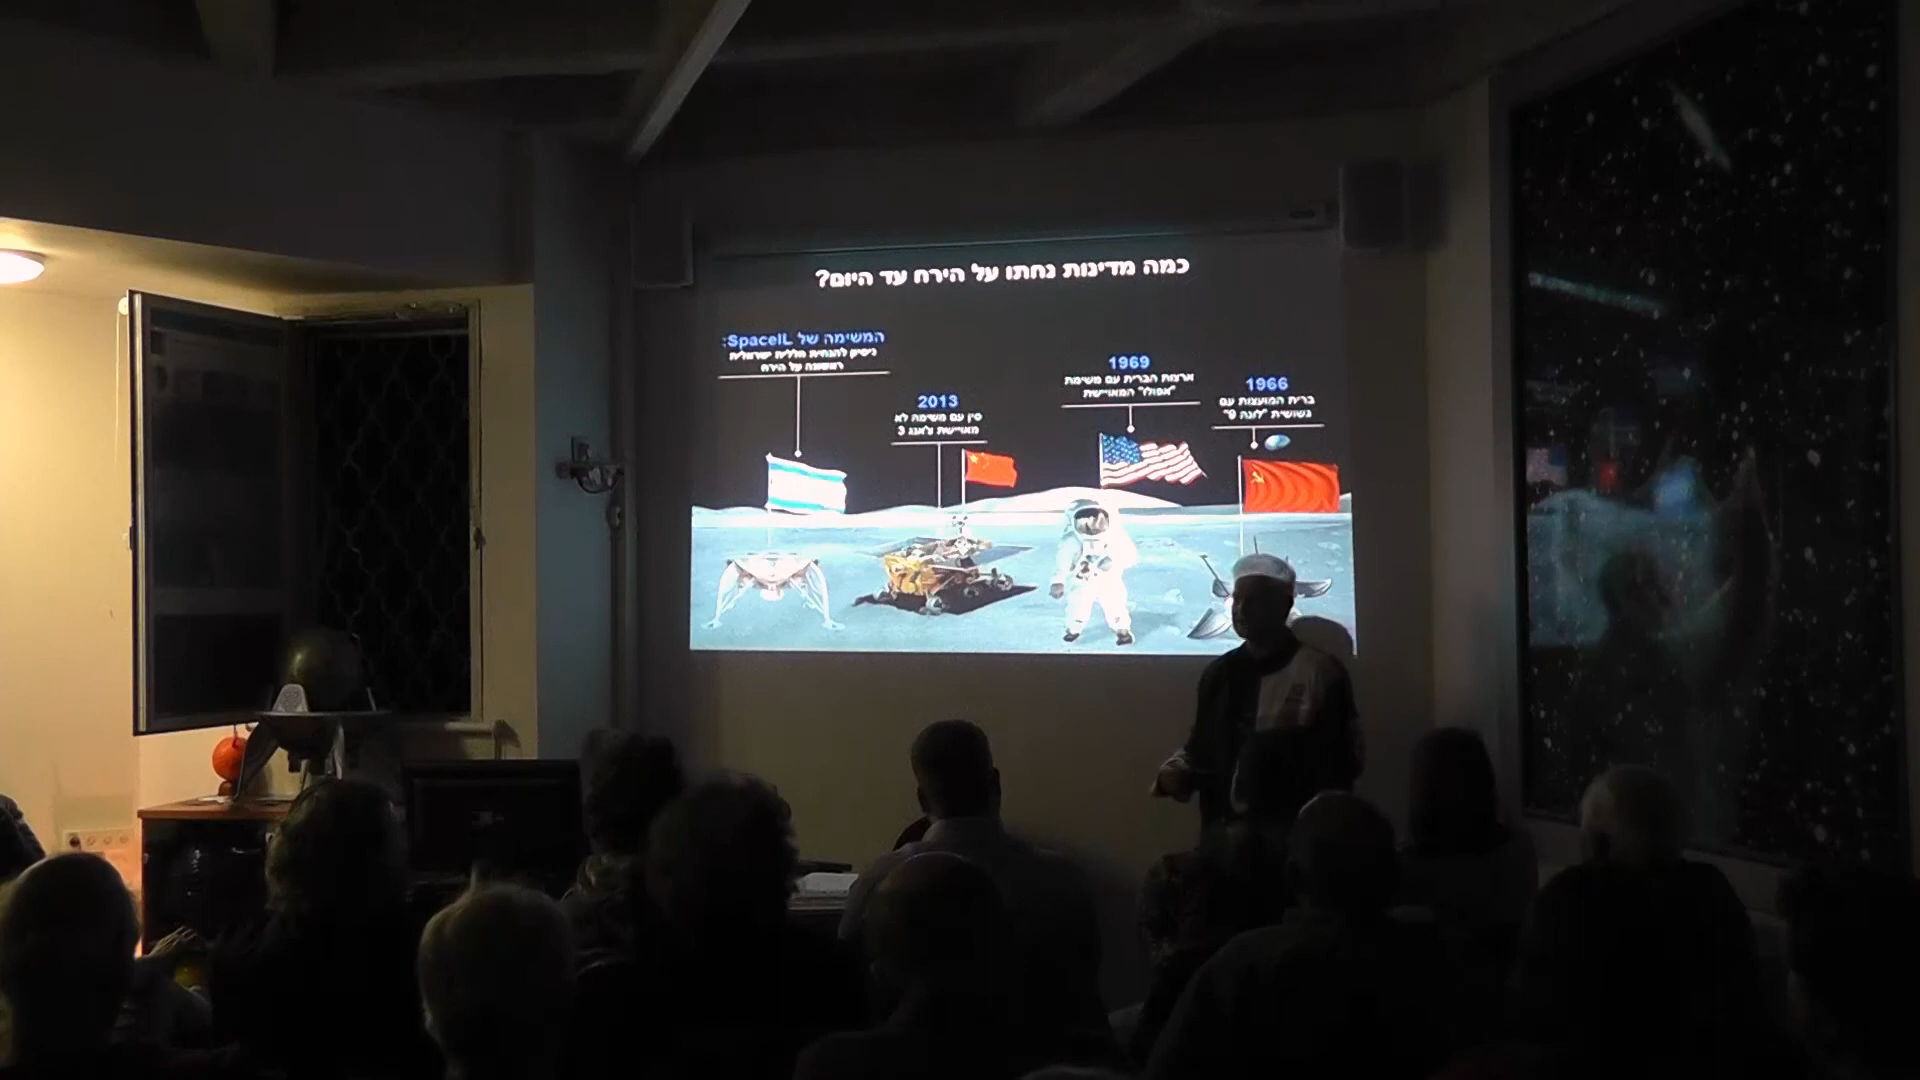 כמה מדינות נחתו על הירח עד היום?
המשימה של SpaceIL:
ניסיון להנחית חללית ישראלית
ראשונה על הירח
2013
סין עם משימה לא
מאויישת צ'אנג 3
1969
ארצות הברית עם משימת
"אפולו" המאויישת
1966
ברית המועצות עם
גשושית "לונה 9"